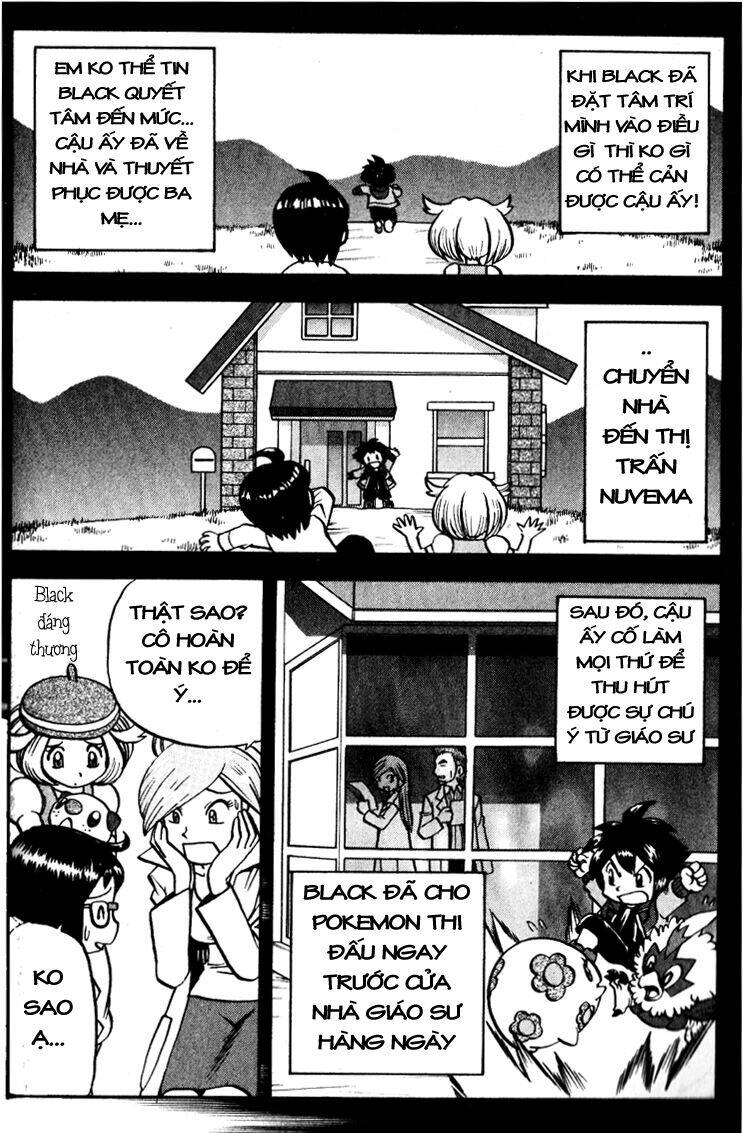 KHI BLACK ĐÃ
ĐẶT TÂM TRÍ
MÌNH VÀO ĐIỀU
GÌ THÌ KO GÌ
CÓ THỂ CẢN
ĐƯỢC CẬU ẤY!
EM KO THỂ TIN
BLACK QUYẾT
TÂM ĐẾN MỨC...
CẬU ẤY ĐÃ VỀ
NHÀ VÀ THUYẾT
PHỤC ĐƯỢC BA
MẸ...
..
CHUYỂN
NHÀ
ĐẾN THỊ
TRẤN
NUVEMA
SAU ĐÓ, CẬU
ẤY CỐ LÀM
MỌI THỨ ĐỂ
THU HÚT
ĐƯỢC SỰ CHÚ
Ý TỪ GIÁO SƯ
BLACK ĐÃ CHO
POKEMON THI
ĐẤU NGAY
TRƯỚC CỬA
NHÀ GIÁO SƯ
HÀNG NGÀY
THẬT SAO?
CÔ HOÀN
TOÀN KO ĐỂ
Ý...
Black
đáng
thương
KO
SAO
Ạ...